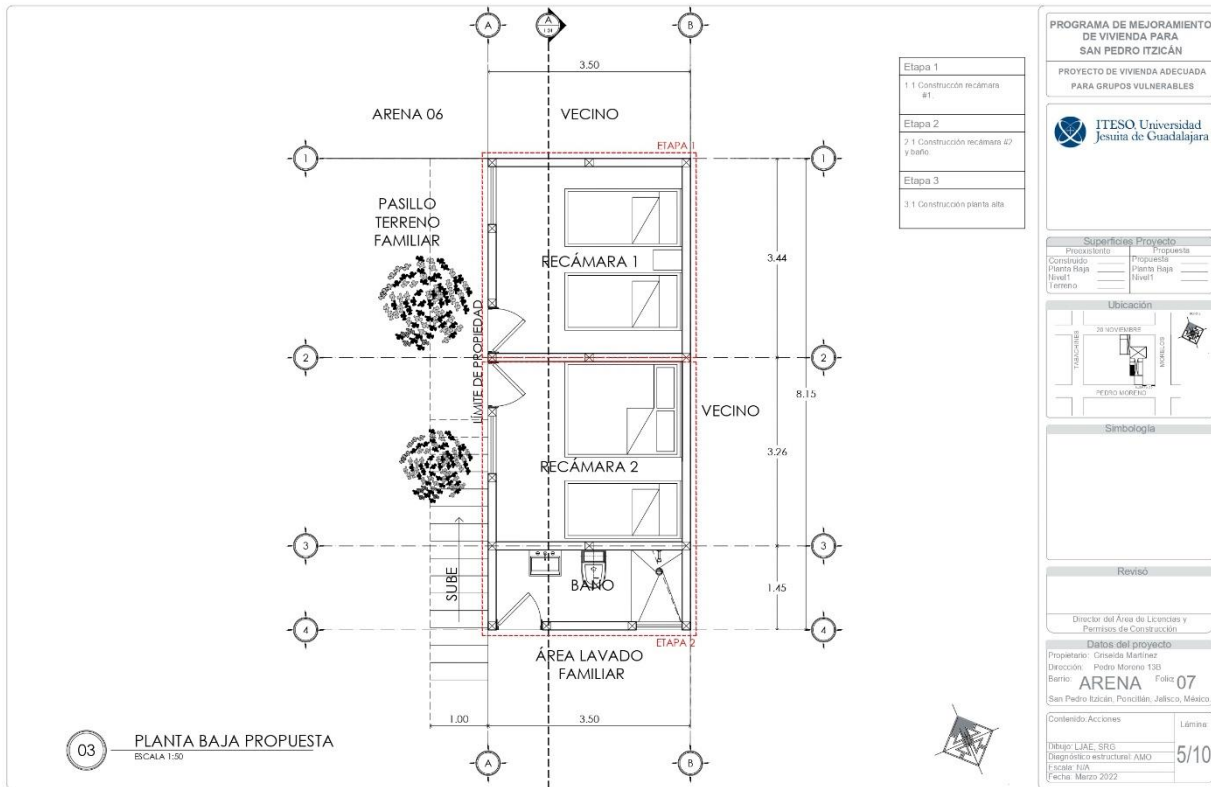 A
A
1:34
B
3.50
ARENA 06
VECINO
ETAPA 1
1
1
PASILLO
TERRENO
FAMILIAR
RECÁMARA 1
3.44
LÍMITE DE PROPIEDAD
2
2
VECINO
8.15
RECÁMARA 2
3.26
3
3
SUBE
BAÑO
1.45
4
4
ETAPA 2
ÁREA LAVADO
FAMILIAR
1.00
3.50
A
B
03
PLANTA BAJA PROPUESTA
ESCALA 1:50
Etapa 1
1.1 Construcción recámara
#1.
Etapa 2
2.1 Construcción recámara #2
y baño.
Etapa 3
3.1 Construcción planta alta
PROGRAMA DE MEJORAMIENTO
DE VIVIENDA PARA
SAN PEDRO ITZICÁN
PROYECTO DE VIVIENDA ADECUADA
PARA GRUPOS VULNERABLES
ITESO, Universidad
Jesuita de Guadalajara
Superficies Proyecto
Preexistente Propuesta
Construido Propuesta
Planta Baja Planta Baja
Nivel1 Nivel1
Terreno
Ubicación
20 NOVIEMBRE
TABACHINES
MORELOS
PEDRO MORENO
Simbología
Revisó
Director del Área de Licencias y
Permisos de Construcción
Datos del proyecto
Propietario: Griselda Martínez
Dirección: Pedro Moreno 13B
Barrio: ARENA Folio: 07
San Pedro Itzicán, Poncitlán, Jalisco, México.
Contenido: Acciones
Lámina:
Dibujo: LJAE, SRG
Diagnóstico estructural: AMO
5/10
Escala: N/A
Fecha: Marzo 2022